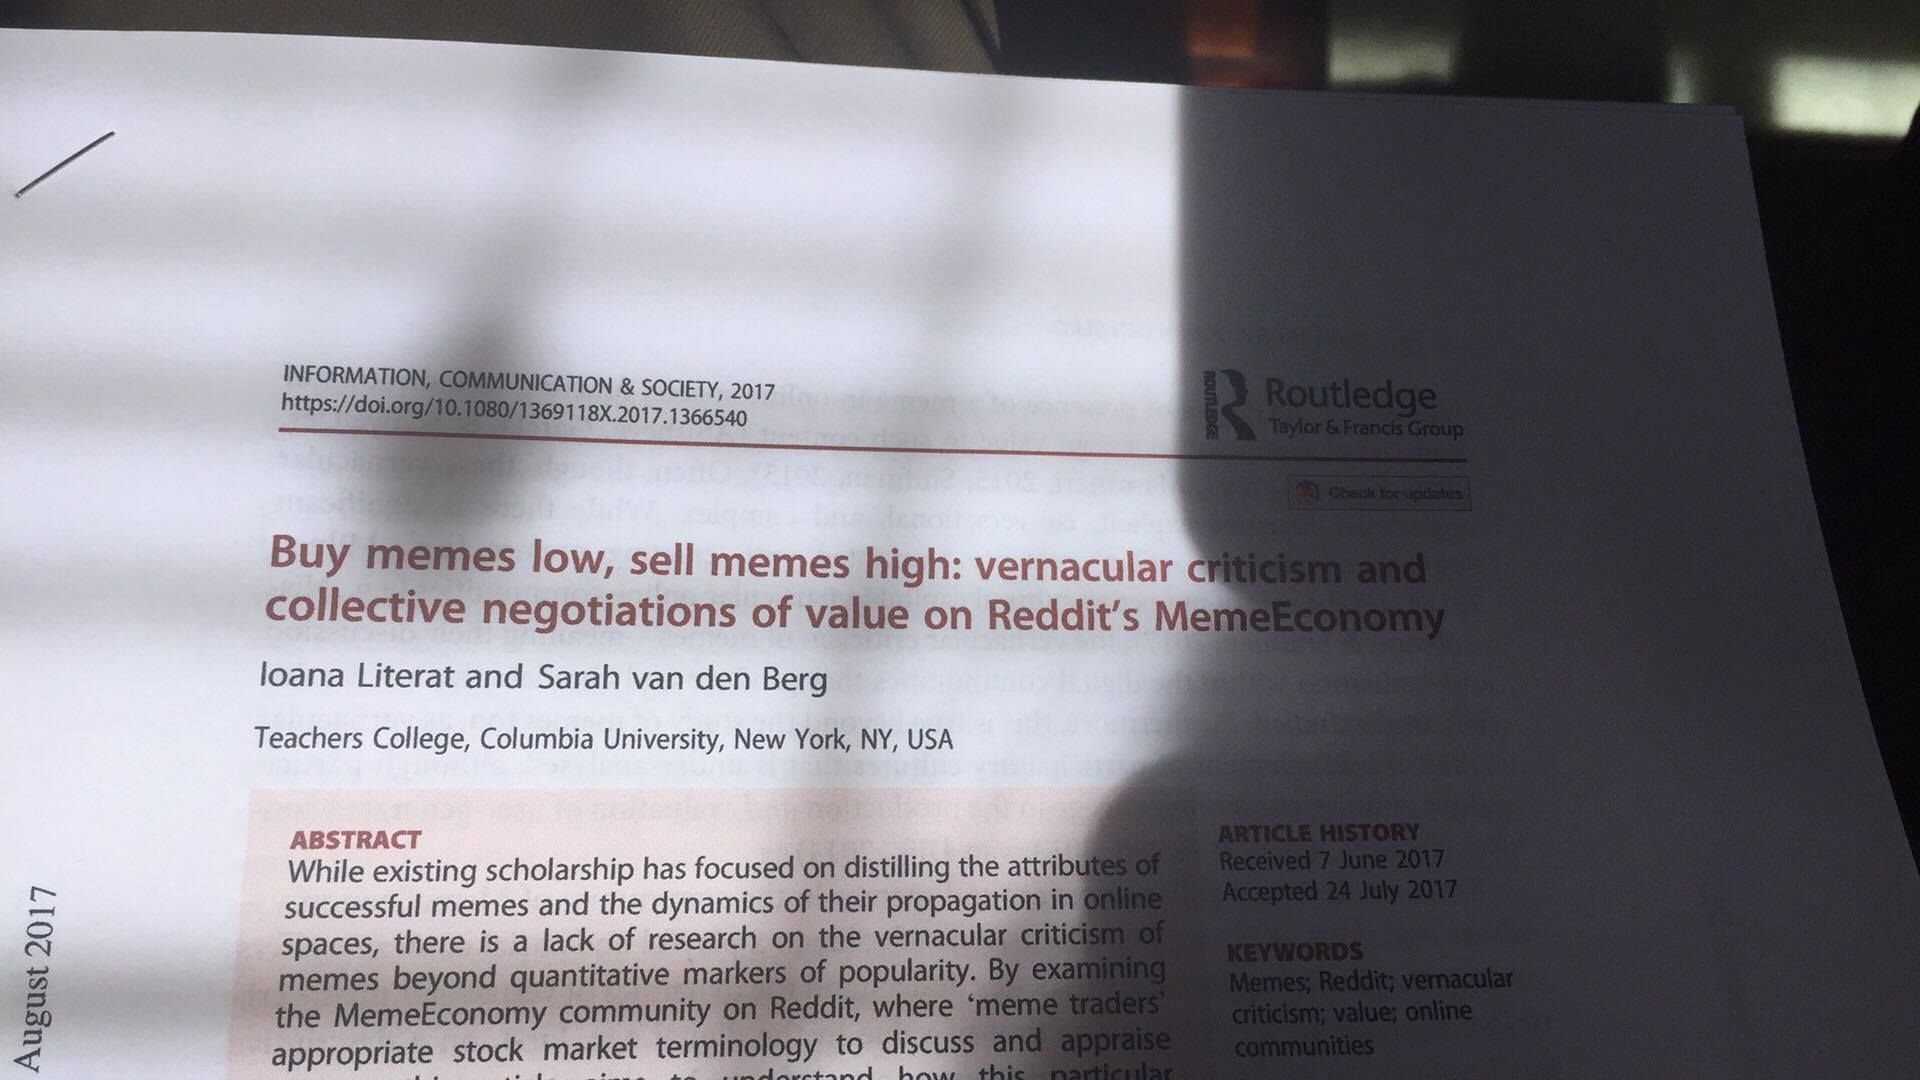 INFORMATION, COMMUNICATION & SOCIETY, 2017
https://doi.org/10.1080/1369118X.2017.1366540
ROUTLEDGE
Routledge
Taylor & Francis Group
Check for updates
Buy memes low, sell memes high: vernacular criticism and
collective negotiations of value on Reddit's MemeEconomy
Ioana Literat and Sarah van den Berg
Teachers College, Columbia University, New York, NY, USA
ABSTRACT
While existing scholarship has focused on distilling the attributes of
successful memes and the dynamics of their propagation in online
spaces, there is a lack of research on the vernacular criticism of
memes beyond quantitative markers of popularity. By examining
the MemeEconomy community on Reddit, where ‘meme traders’
appropriate stock market terminology to discuss and appraise
understand how this particular
ARTICLE HISTORY
Received 7 June 2017
Accepted 24 July 2017
KEYWORDS
Memes; Reddit; vernacular
criticism; value; online
communities
August 2017